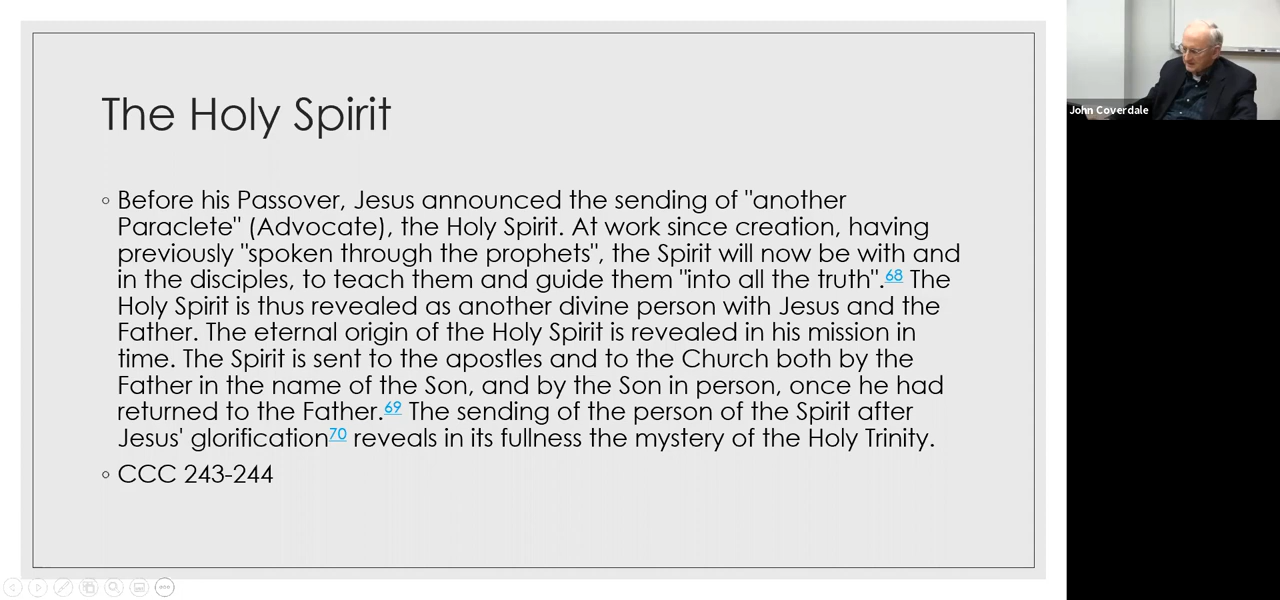 The Holy Spirit
◦ Before his Passover, Jesus announced the sending of "another
Paraclete" (Advocate), the Holy Spirit. At work since creation, having
previously "spoken through the prophets", the Spirit will now be with and
in the disciples, to teach them and guide them "into all the truth".68 The
Holy Spirit is thus revealed as another divine person with Jesus and the
Father. The eternal origin of the Holy Spirit is revealed in his mission in
time. The Spirit is sent to the apostles and to the Church both by the
Father in the name of the Son, and by the Son in person, once he had
returned to the Father.69 The sending of the person of the Spirit after
Jesus' glorification70 reveals in its fullness the mystery of the Holy Trinity.
◦ CCC 243-244
John Coverdale